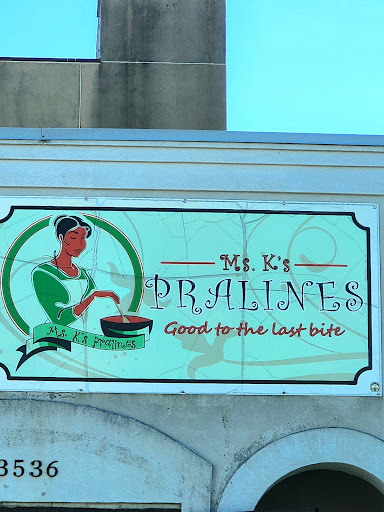 Ms. K's
PRALINES
Good to the last bite
Ms. K's Pralines
3536